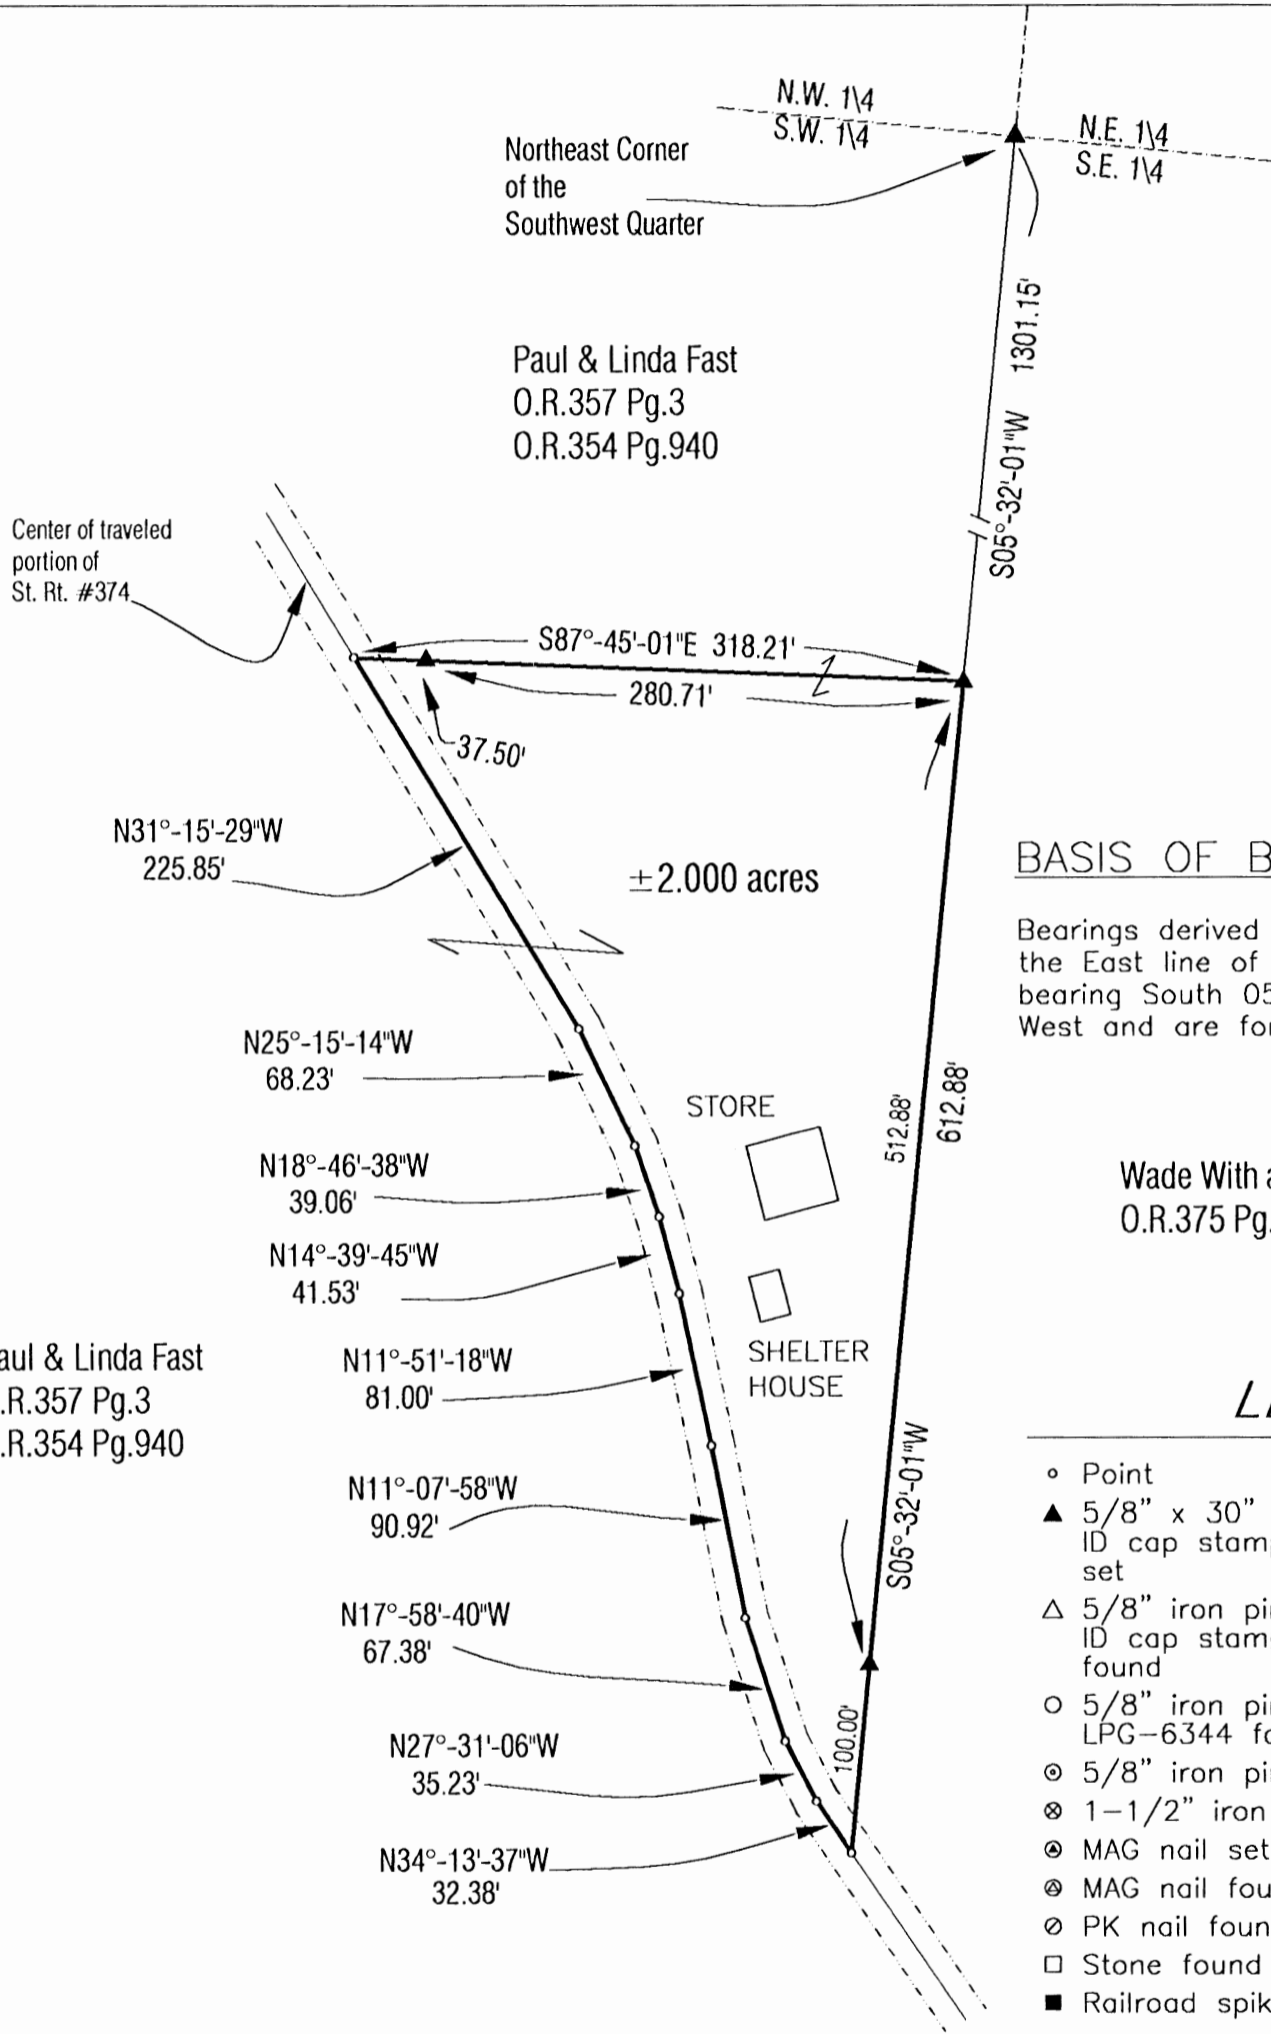 N.W. 1\4
S.W. 1\4
N.E. 1\4
S.E. 1\4
Northeast Corner
of the
Southwest Quarter
S05°-32'-01"W 1301.15'
Paul & Linda Fast
O.R.357 Pg.3
O.R.354 Pg.940
Center of traveled
portion of
St. Rt. #374
S87°-45'-01"E 318.21'
280.71'
37.50'
N31°-15'-29"W
225.85'
±2.000 acres
BASIS OF B
Bearings derived
the East line of
bearing South 05
West and are for
N25°-15'-14"W
68.23'
STORE
512.88'
612.88'
N18°-46'-38"W
39.06'
Wade With a
O.R.375 Pg.
N14°-39'-45"W
41.53'
aul & Linda Fast
.R.357 Pg.3
.R.354 Pg.940
N11°-51'-18"W
81.00'
SHELTER
HOUSE
S05°-32'-01"W
N11°-07'-58"W
90.92'
N17°-58'-40"W
67.38'
100.00'
N27°-31'-06"W
35.23'
N34°-13'-37"W
32.38'
Point
5/8" x 30"
ID cap stam
set
5/8" iron pi
ID cap stam
found
5/8" iron pi
LPG-6344 fo
5/8" iron pi
1-1/2" iron
MAG nail set
MAG nail fou
PK nail foun
Stone found
Railroad spik